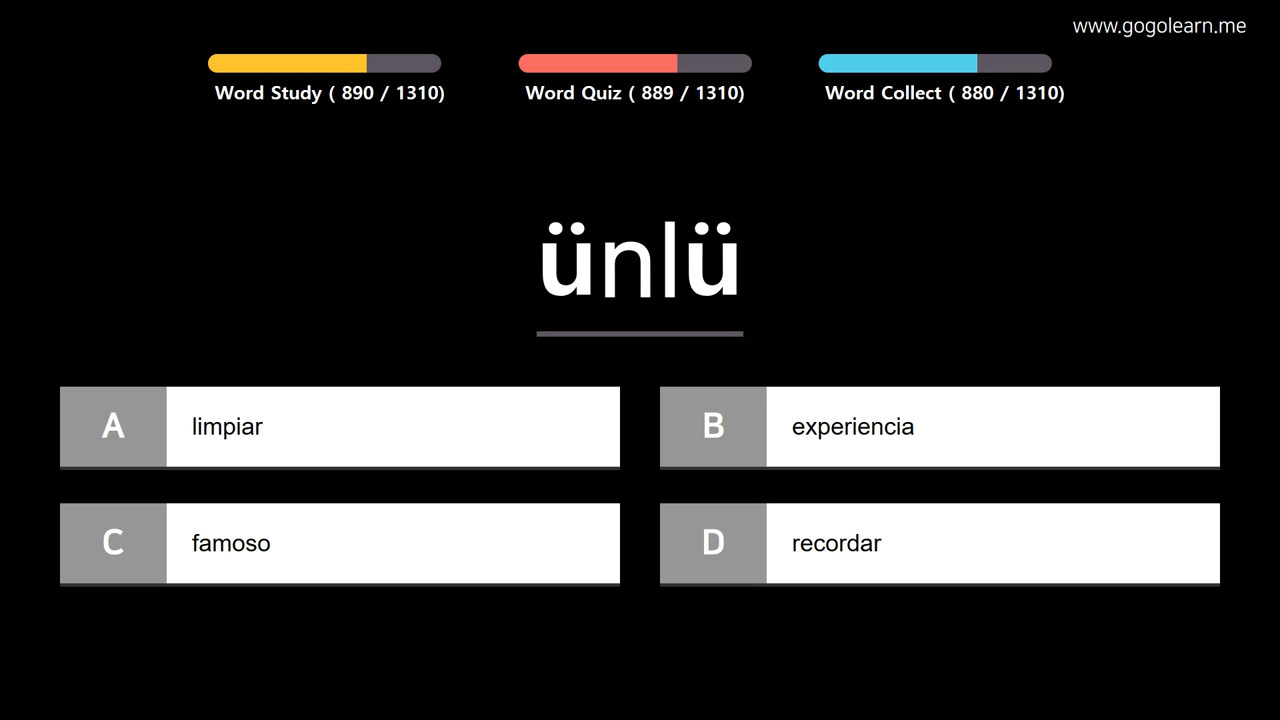 www.gogolearn.me
Word Study ( 890 / 1310)
Word Quiz ( 889 / 1310)
Word Collect ( 880 / 1310)
ünlü
A limpiar
B experiencia
C famoso
D recordar